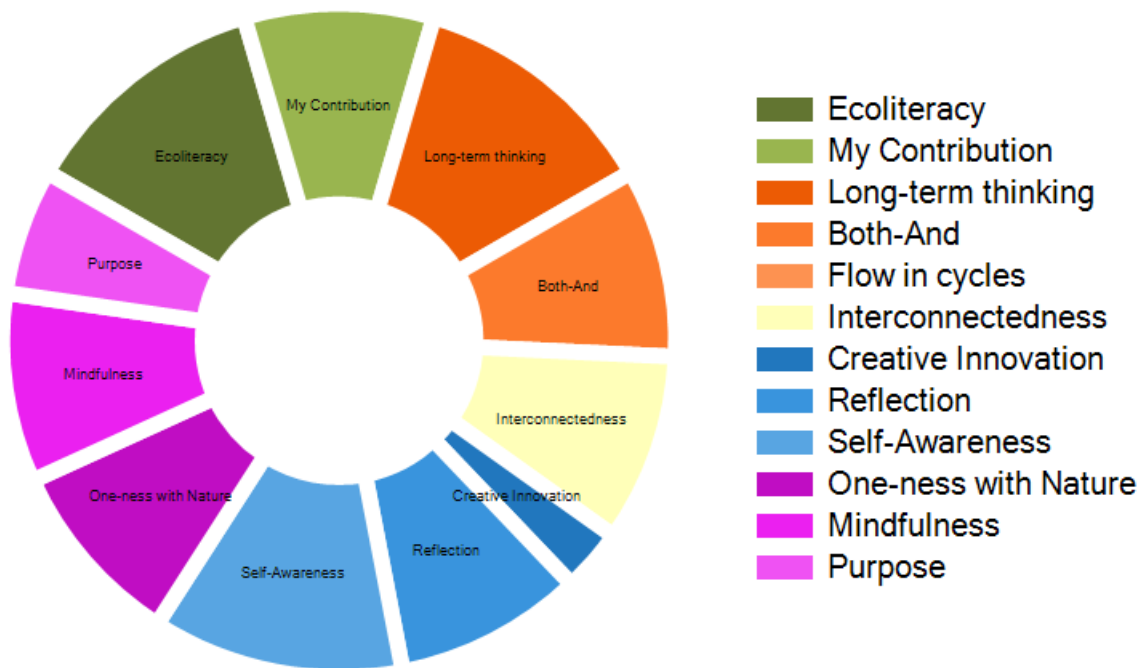 My Contribution
Ecoliteracy
Long-term thinking
Purpose
Both-And
Mindfulness
Interconnectedness
One-ness with Nature
Creative Innovation
Reflection
Self-Awareness
Ecoliteracy
My Contribution
Long-term thinking
Both-And
Flow in cycles
Interconnectedness
Creative Innovation
Reflection
Self-Awareness
One-ness with Nature
Mindfulness
Purpose